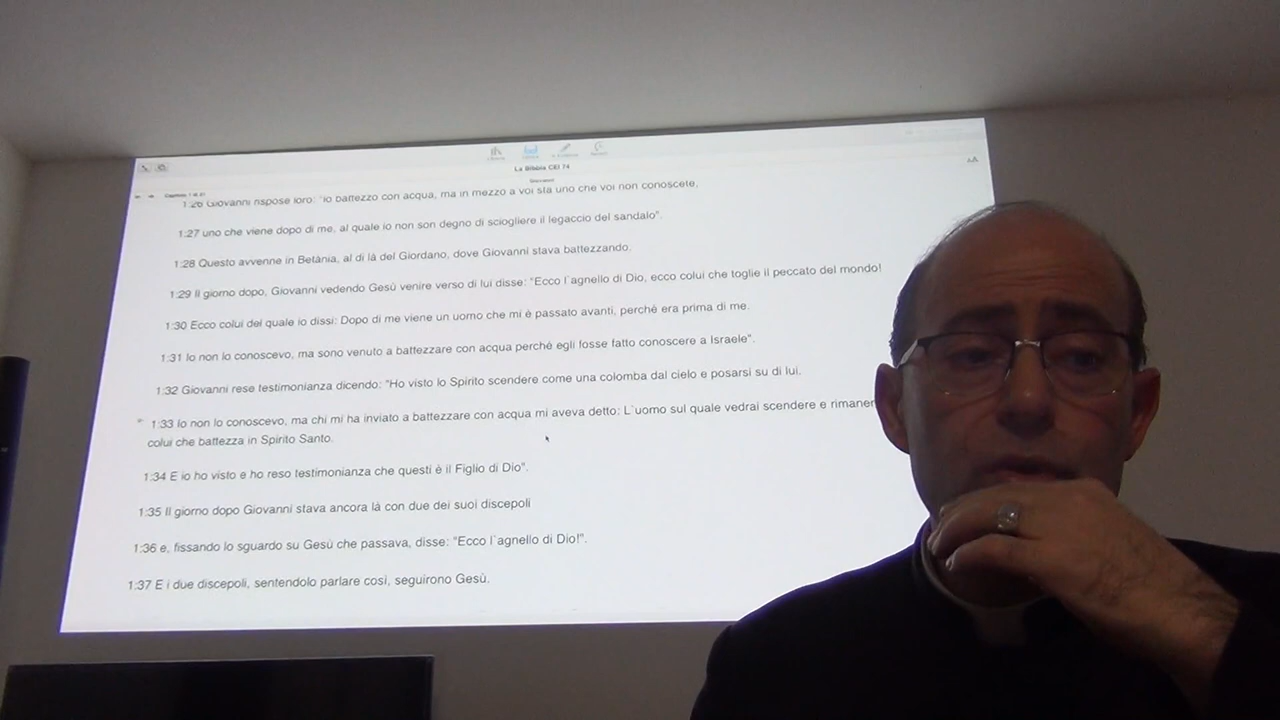 La Bibbia CEI 74
Giovanni
Capitolo 1 di 21
1:26 Giovanni rispose loro: "Io battezzo con acqua, ma in mezzo a voi sta uno che voi non conoscete,
1:27 uno che viene dopo di me, al quale io non son degno di sciogliere il legaccio del sandalo".
1:28 Questo avvenne in Betània, al di là del Giordano, dove Giovanni stava battezzando.
1:29 Il giorno dopo, Giovanni vedendo Gesù venire verso di lui disse: "Ecco l`agnello di Dio, ecco colui che toglie il peccato del mondo!
1:30 Ecco colui del quale io dissi: Dopo di me viene un uomo che mi è passato avanti, perché era prima di me.
1:31 Io non lo conoscevo, ma sono venuto a battezzare con acqua perché egli fosse fatto conoscere a Israele".
1:32 Giovanni rese testimonianza dicendo: "Ho visto lo Spirito scendere come una colomba dal cielo e posarsi su di lui.
1:33 Io non lo conoscevo, ma chi mi ha inviato a battezzare con acqua mi aveva detto: L`uomo sul quale vedrai scendere e rimaner
colui che battezza in Spirito Santo.
1:34 E io ho visto e ho reso testimonianza che questi è il Figlio di Dio".
1:35 Il giorno dopo Giovanni stava ancora là con due dei suoi discepoli
1:36 e, fissando lo sguardo su Gesù che passava, disse: "Ecco l`agnello di Dio!".
1:37 E i due discepoli, sentendolo parlare così, seguirono Gesù.